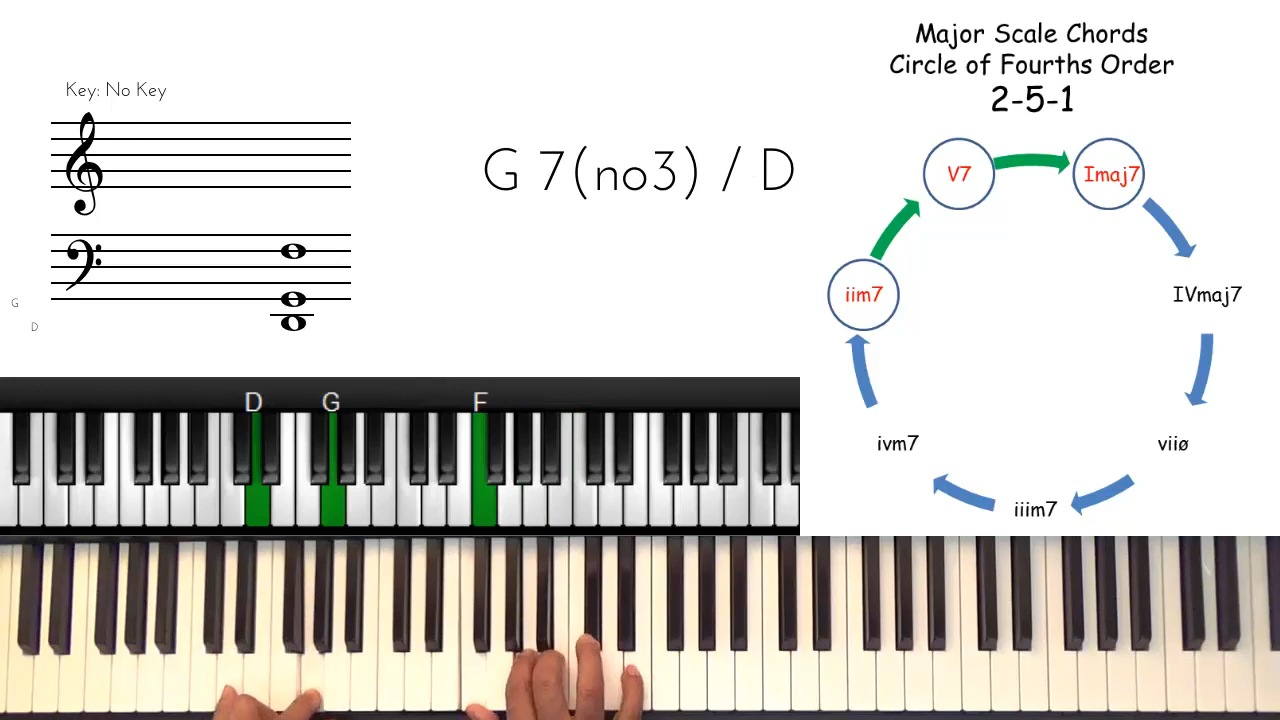 Major Scale Chords
Circle of Fourths Order
2-5-1
Key: No Key
G 7(no3) / D
V7
Imaj7
iim7
IVmaj7
G
D
D G F
ivm7
viiø
iiim7